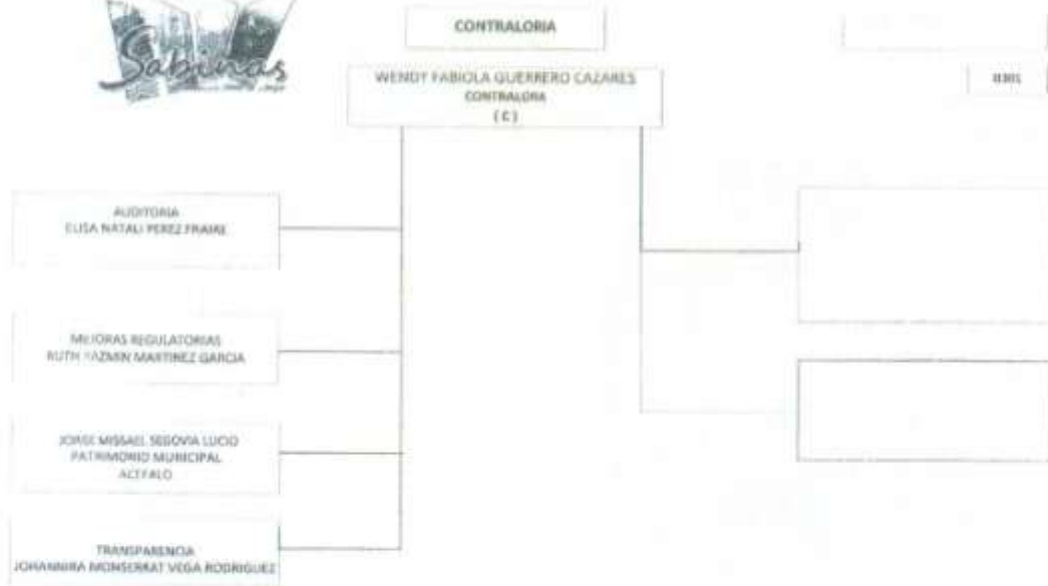 Sabinas
CONTRALORIA
WENDY FABIOLA GUERRERO CAZARES
CONTRALORA
( C )
AUDITORIA
ELISA NATALI PEREZ FRAIRE
MEJORAS REGULATORIAS
RUTH YAZMIN MARTINEZ GARCIA
JORGE MISSAEL SEGOVIA LUCIO
PATRIMONIO MUNICIPAL
ACEFALO
TRANSPARENCIA
JOHANNIRA MONSERRAT VEGA RODRIGUEZ